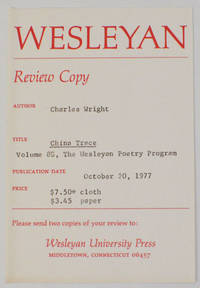 WESLEYAN
Review Copy
AUTHOR Charles Wright
TITLE China Trace
Volume 88, The Wesleyan Poetry Program
PUBLICATION DATE October 20, 1977
PRICE $7.50* cloth
$3.45 paper
Please send two copies of your review to:
Wesleyan University Press
MIDDLETOWN, CONNECTICUT 06457